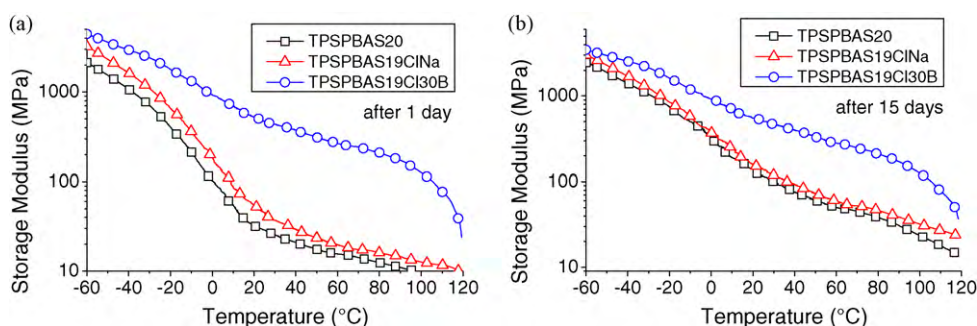 (a)
Storage Modulus (MPa)
1000
100
10
TPSPBAS20
TPSPBAS19ClNa
TPSPBAS19Cl30B
after 1 day
-60 -40 -20 0 20 40 60 80 100 120
Temperature (°C)
(b)
Storage Modulus (MPa)
1000
100
10
TPSPBAS20
TPSPBAS19ClNa
TPSPBAS19Cl30B
after 15 days
-60 -40 -20 0 20 40 60 80 100 120
Temperature (°C)